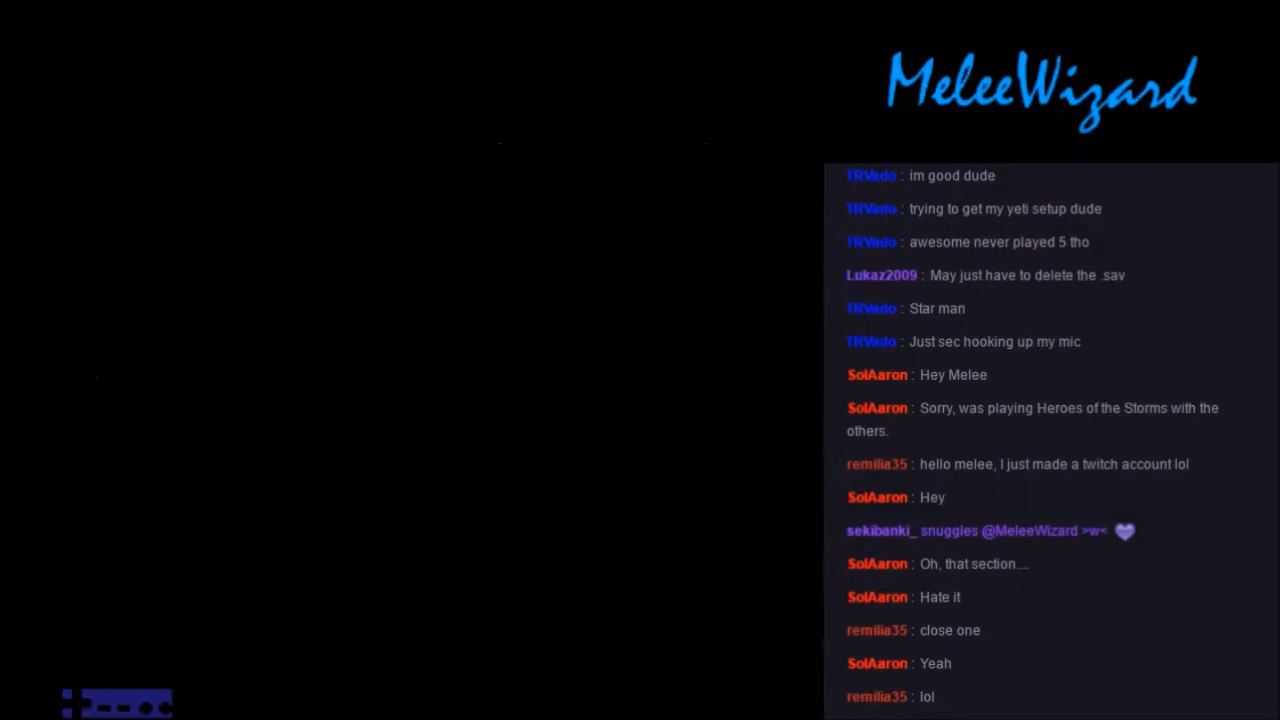 MeleeWizard
TRVado : im good dude
TRVado : trying to get my yeti setup dude
TRVado : awesome never played 5 tho
Lukaz2009 : May just have to delete the .sav
TRVado : Star man
TRVado : Just sec hooking up my mic
SolAaron : Hey Melee
SolAaron : Sorry, was playing Heroes of the Storms with the
others.
remilia35 : hello melee, I just made a twitch account lol
SolAaron : Hey
sekibanki_ snuggles @MeleeWizard >w<
SolAaron : Oh, that section....
SolAaron : Hate it
remilia35 : close one
SolAaron : Yeah
remilia35 : lol